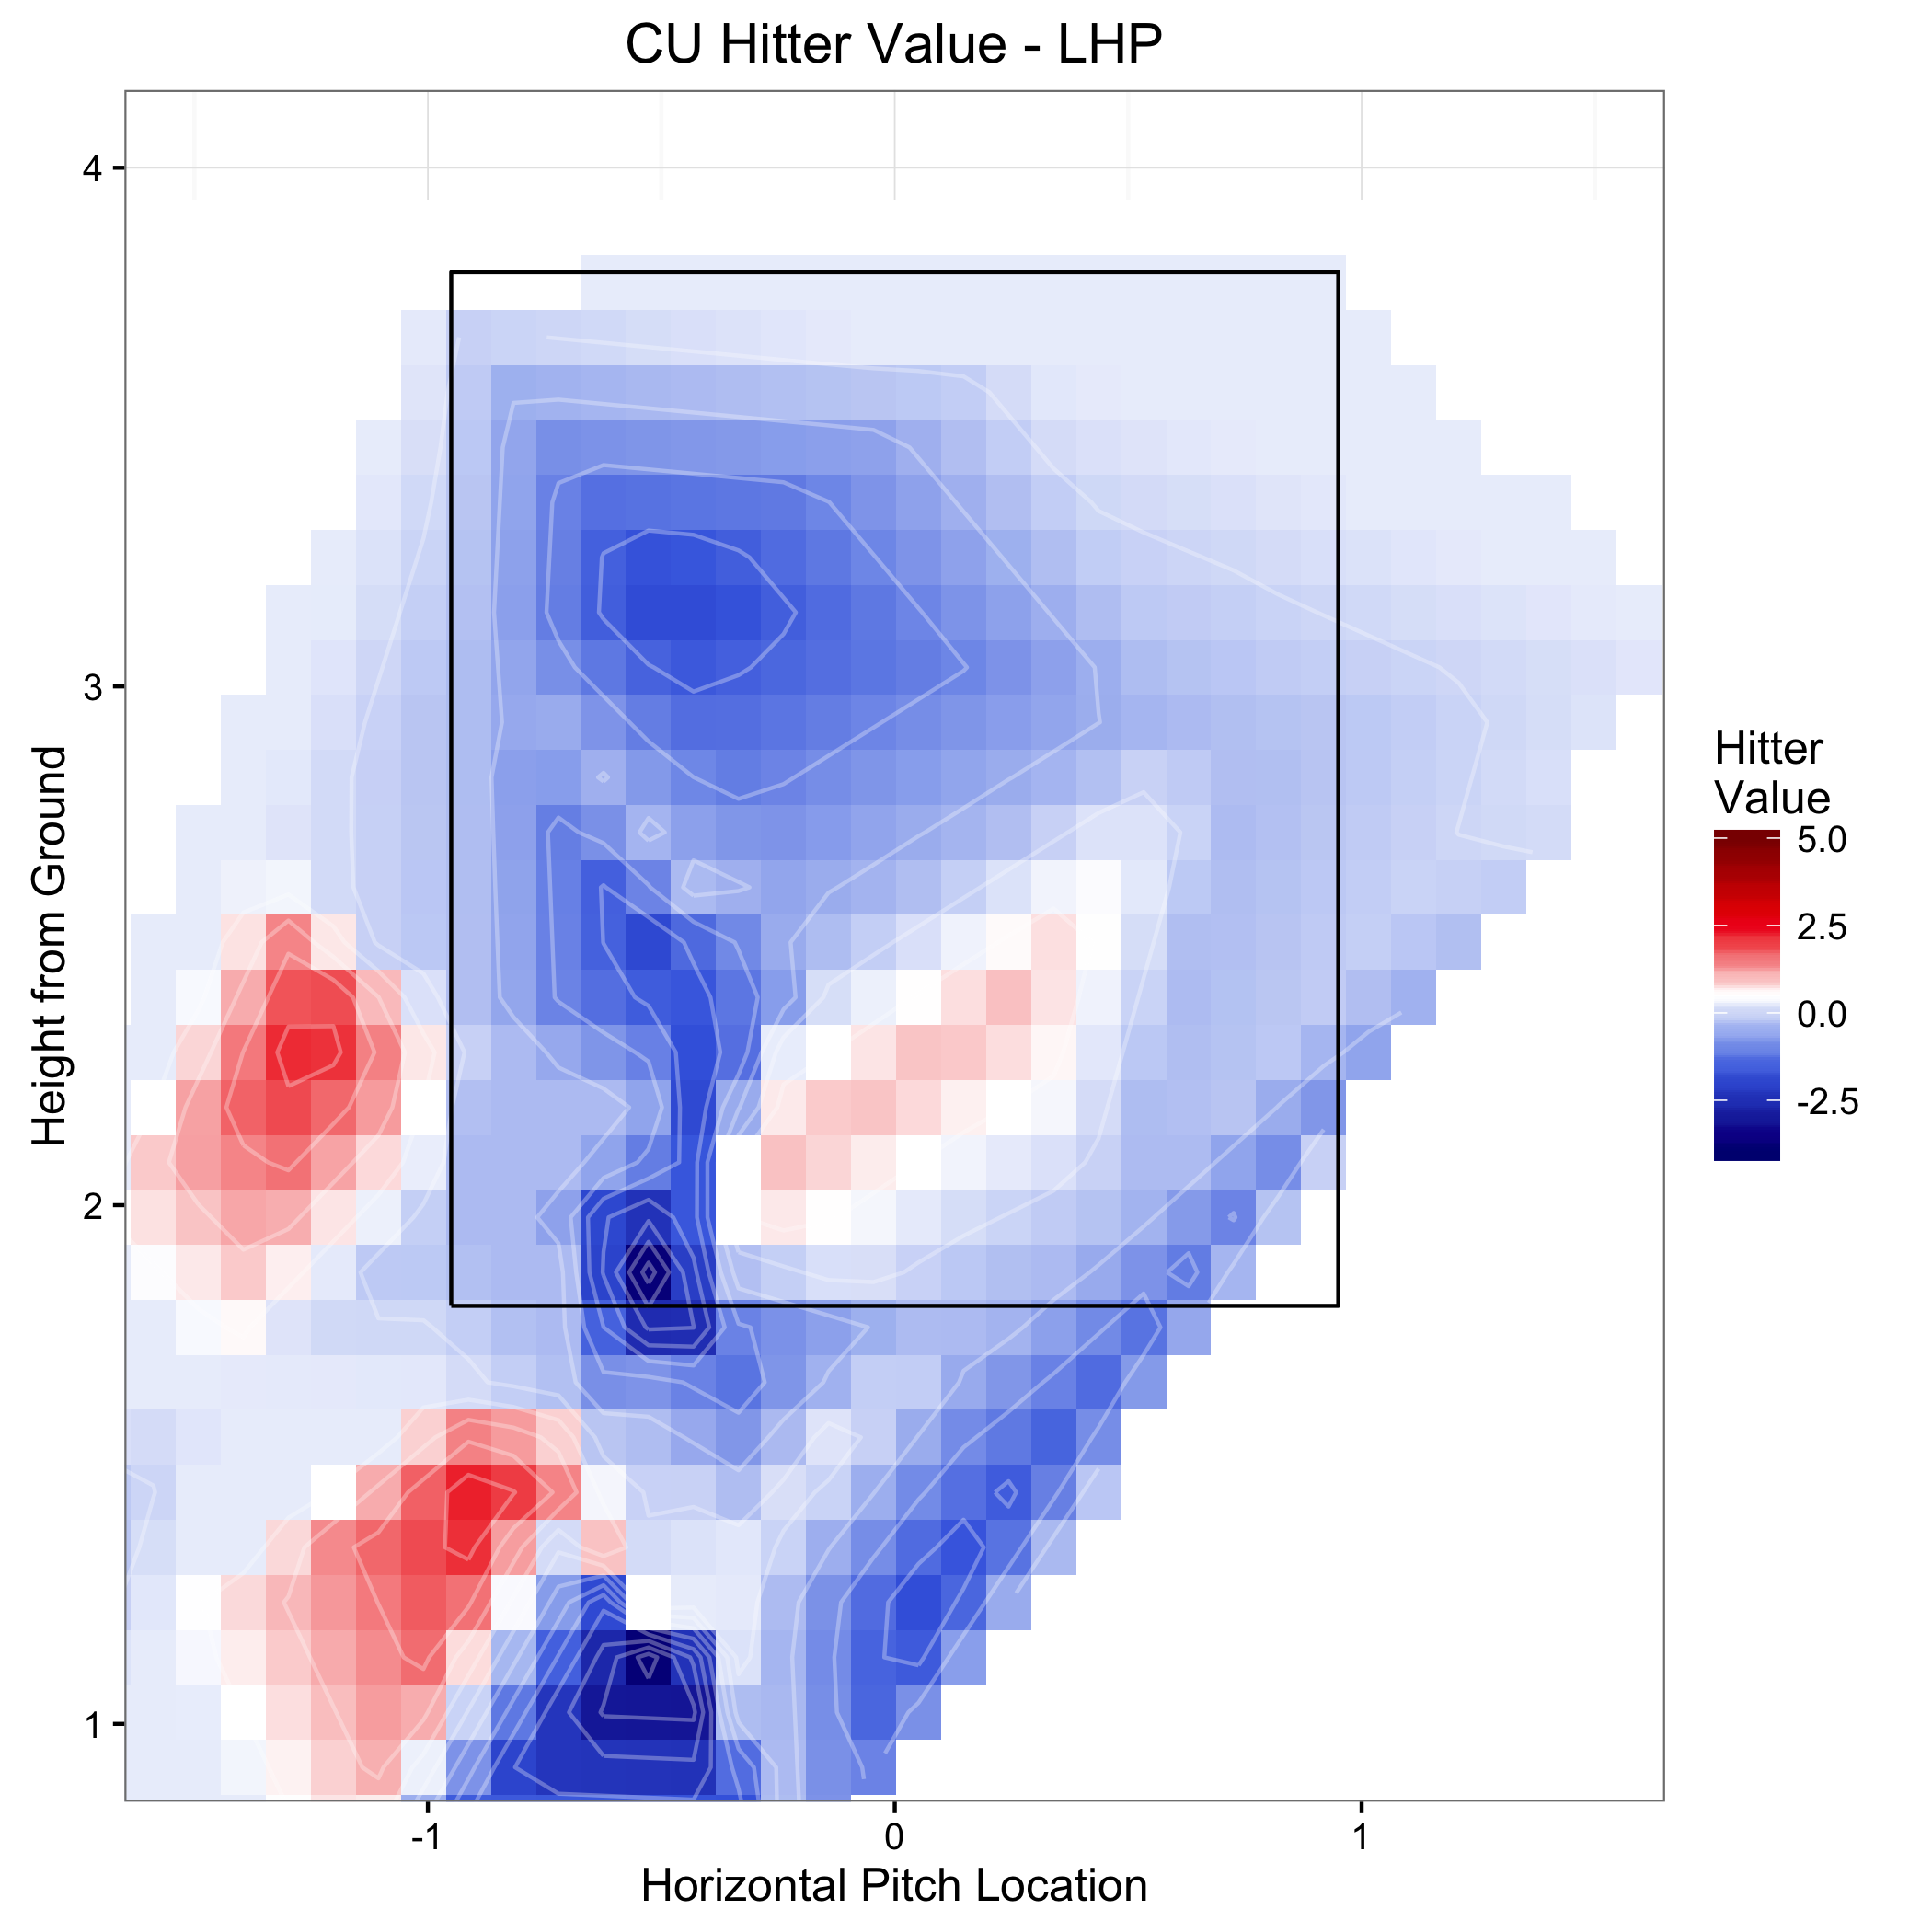 CU Hitter Value - LHP
4
3
2
1
Height from Ground
-1
0
1
Horizontal Pitch Location
Hitter
Value
5.0
2.5
0.0
-2.5